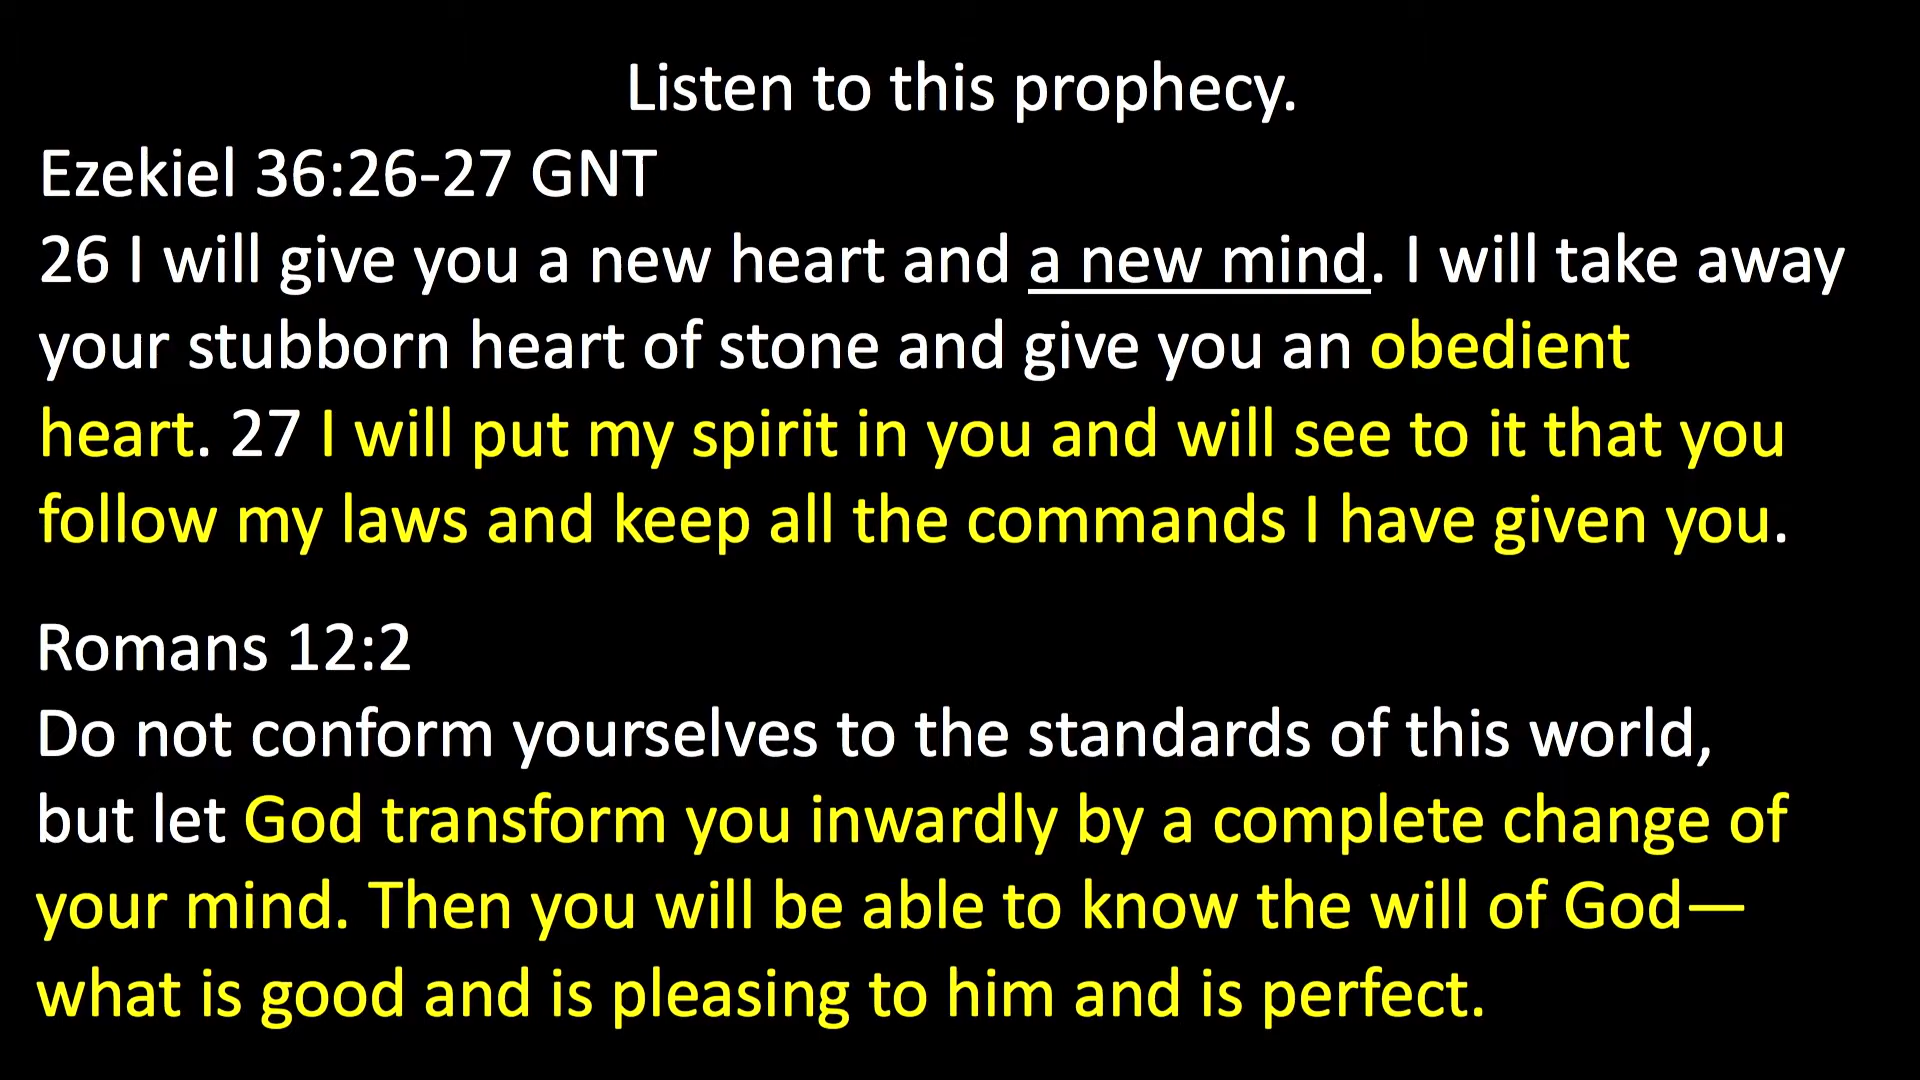 Listen to this prophecy.
Ezekiel 36:26-27 GNT
26 I will give you a new heart and a new mind. I will take away
your stubborn heart of stone and give you an obedient
heart. 27 I will put my spirit in you and will see to it that you
follow my laws and keep all the commands I have given you.
Romans 12:2
Do not conform yourselves to the standards of this world,
but let God transform you inwardly by a complete change of
your mind. Then you will be able to know the will of God—
what is good and is pleasing to him and is perfect.